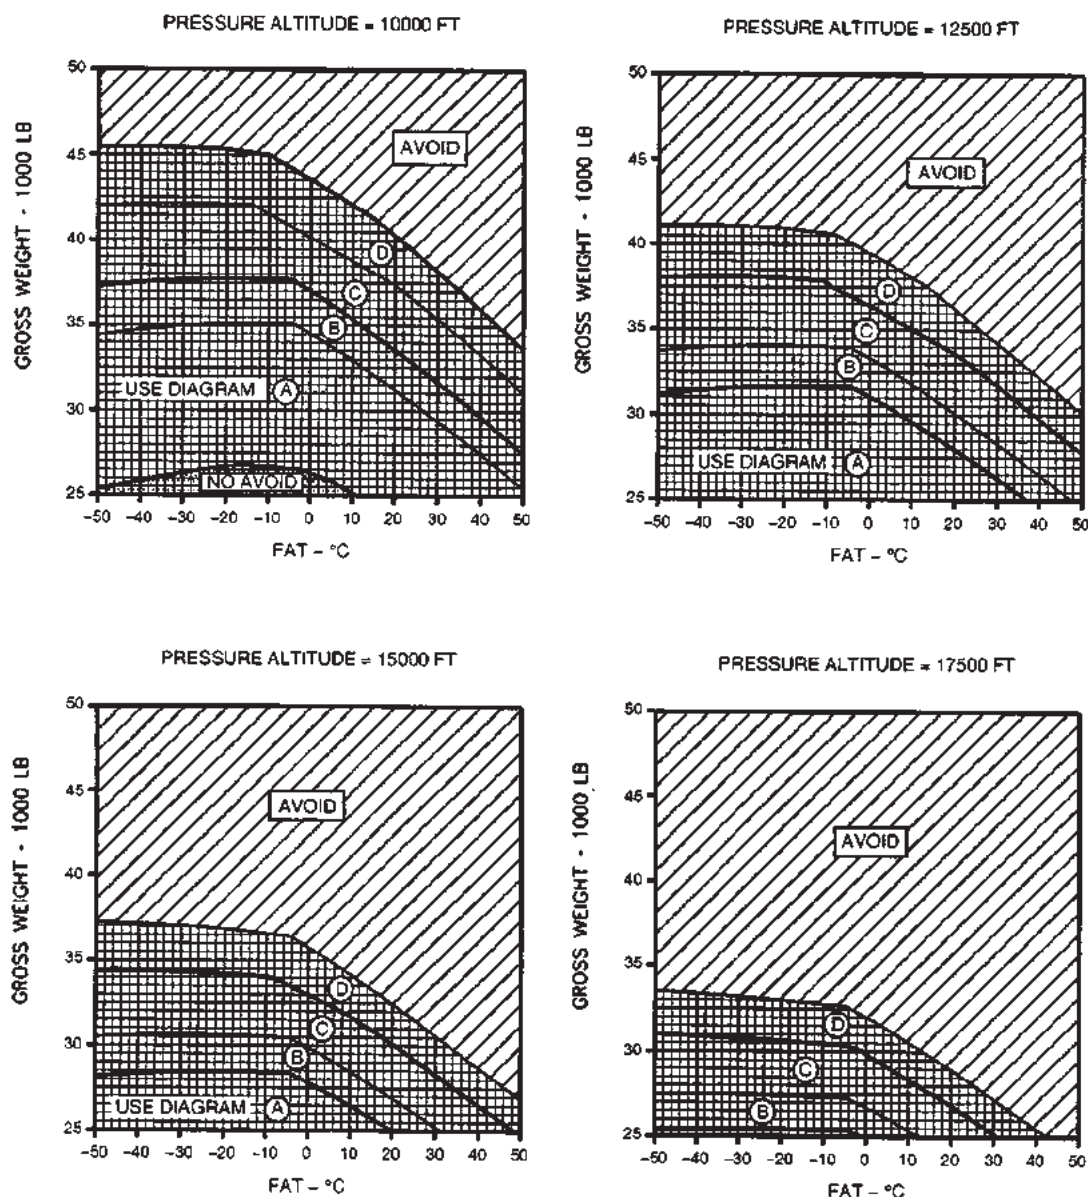 PRESSURE ALTITUDE = 10000 FT
50
45
40
35
30
25
GROSS WEIGHT - 1000 LB
AVOID
D
C
B
USE DIAGRAM A
NO AVOID
-50 -40 -30 -20 -10 0 10 20 30 40 50
FAT – °C
PRESSURE ALTITUDE = 12500 FT
50
45
40
35
30
25
GROSS WEIGHT - 1000 LB
AVOID
D
C
B
USE DIAGRAM A
-50 -40 -30 -20 -10 0 10 20 30 40 50
FAT – °C
PRESSURE ALTITUDE = 15000 FT
50
45
40
35
30
25
GROSS WEIGHT - 1000 LB
AVOID
D
C
B
USE DIAGRAM A
-50 -40 -30 -20 -10 0 10 20 30 40 50
FAT – °C
PRESSURE ALTITUDE = 17500 FT
50
45
40
35
30
25
GROSS WEIGHT - 1000 LB
AVOID
D
C
B
-50 -40 -30 -20 -10 0 10 20 30 40 50
FAT – °C